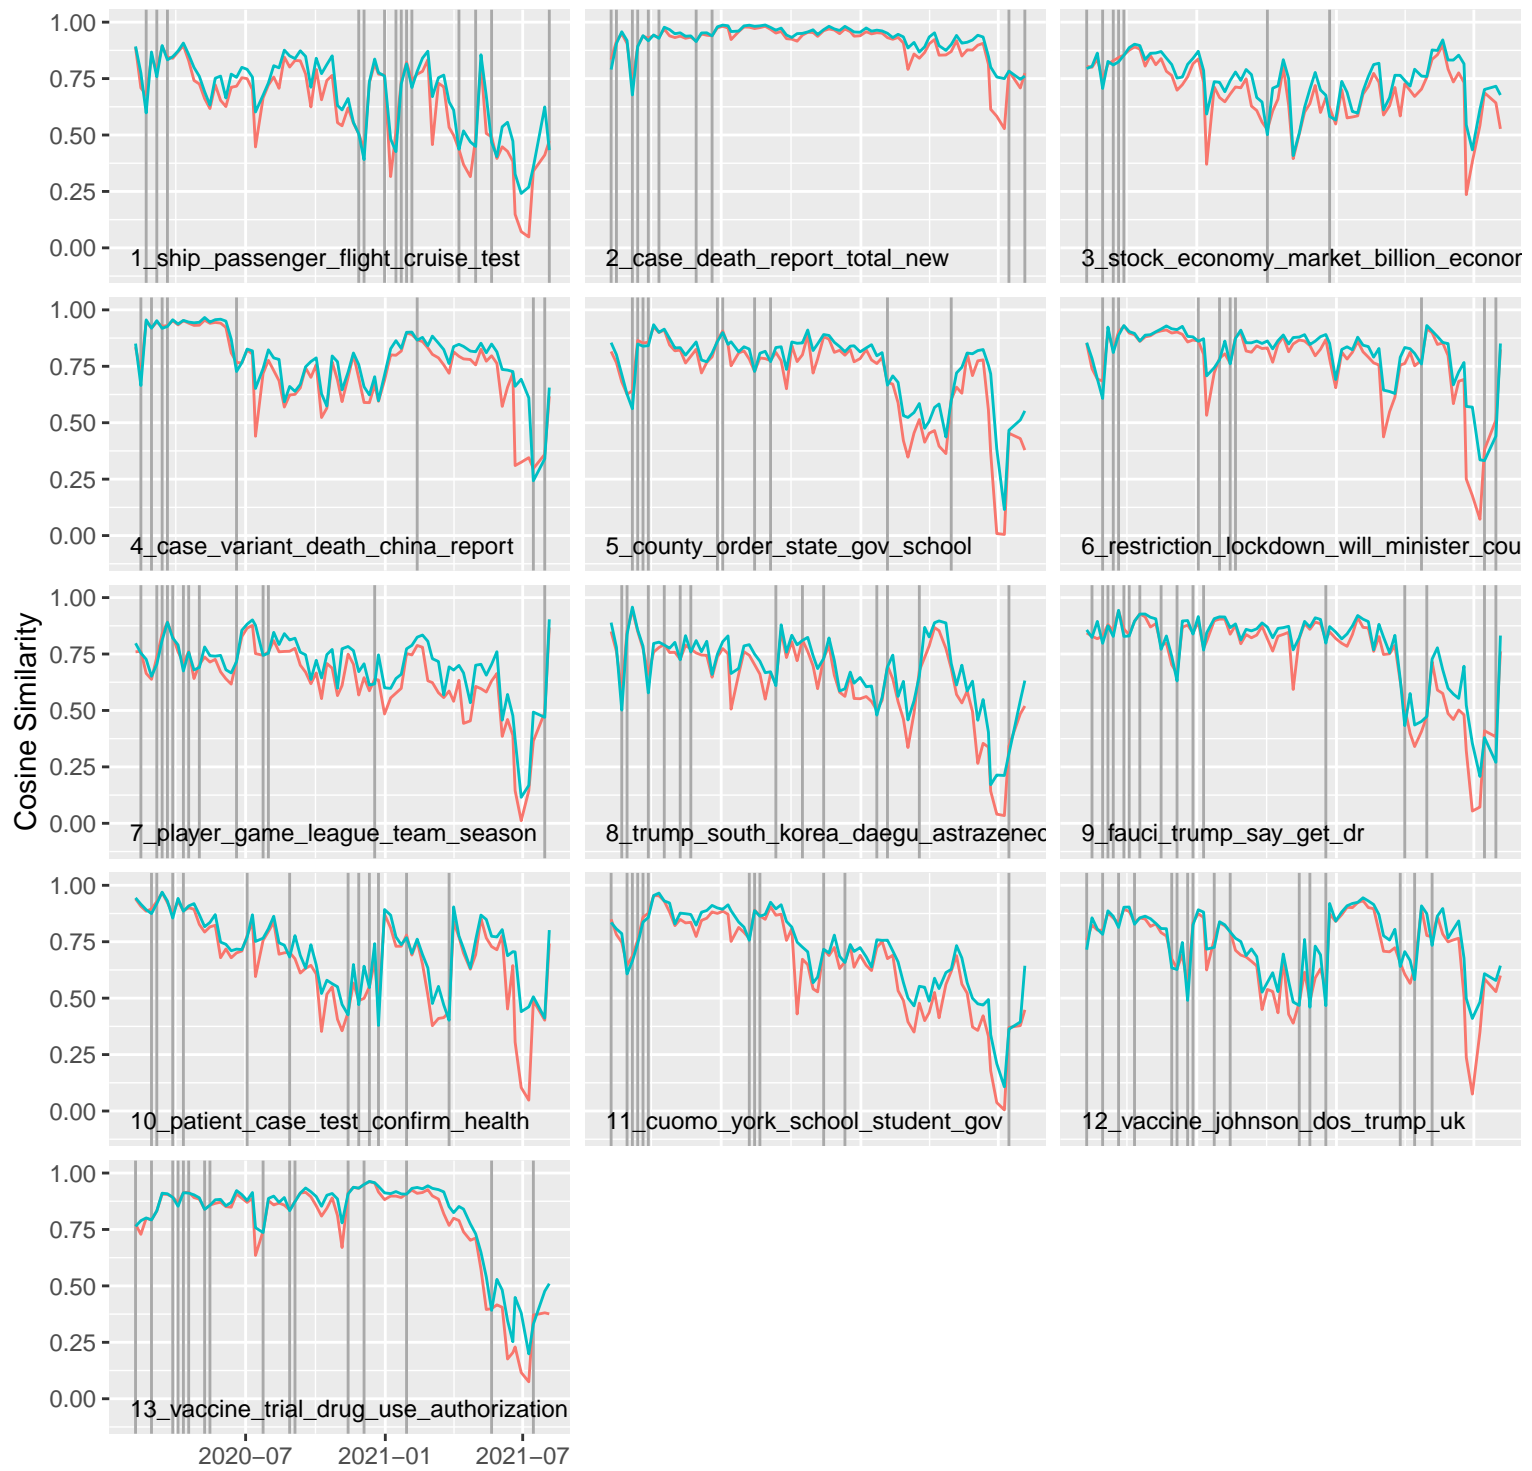 1.00
0.75
0.50
0.25
0.00
1_ship_passenger_flight_cruise_test
2_case_death_report_total_new
3_stock_economy_market_billion_econor
1.00
0.75
0.50
0.25
0.00
4_case_variant_death_china_report
5_county_order_state_gov_school
6_restriction_lockdown_will_minister_cou
Cosine Similarity
1.00
0.75
0.50
0.25
0.00
7_player_game_league_team_season
8_trump_south_korea_daegu_astrazenec
9_fauci_trump_say_get_dr
1.00
0.75
0.50
0.25
0.00
10_patient_case_test_confirm_health
11_cuomo_york_school_student_gov
12_vaccine_johnson_dos_trump_uk
1.00
0.75
0.50
0.25
0.00
13_vaccine_trial_drug_use_authorization
2020−07
2021−01
2021−07